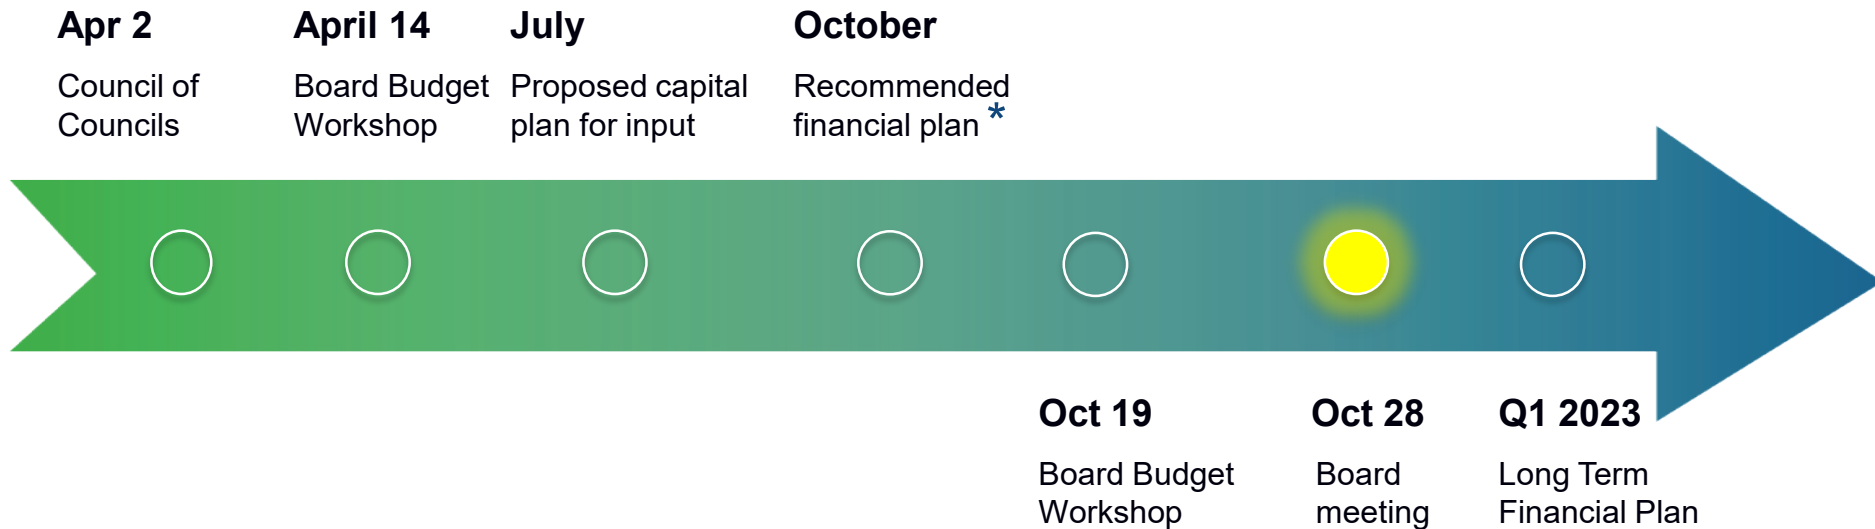 Apr 2
Council of
Councils
April 14
Board Budget
Workshop
July
Proposed capital
plan for input
October
Recommended
financial plan *
Oct 19
Board Budget
Workshop
Oct 28
Board
meeting
Q1 2023
Long Term
Financial Plan